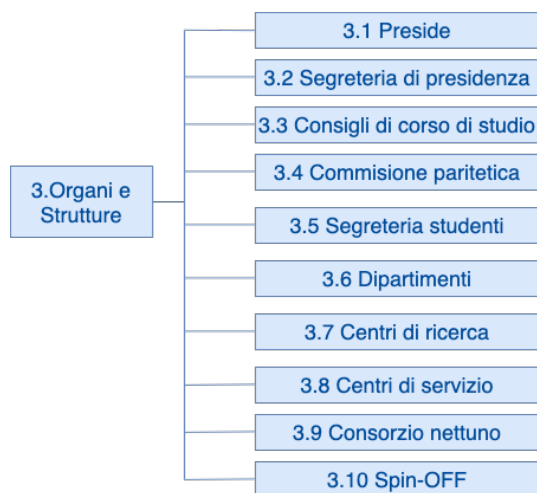 3.Organi e
Strutture
3.1 Preside
3.2 Segreteria di presidenza
3.3 Consigli di corso di studio
3.4 Commisione paritetica
3.5 Segreteria studenti
3.6 Dipartimenti
3.7 Centri di ricerca
3.8 Centri di servizio
3.9 Consorzio nettuno
3.10 Spin-OFF